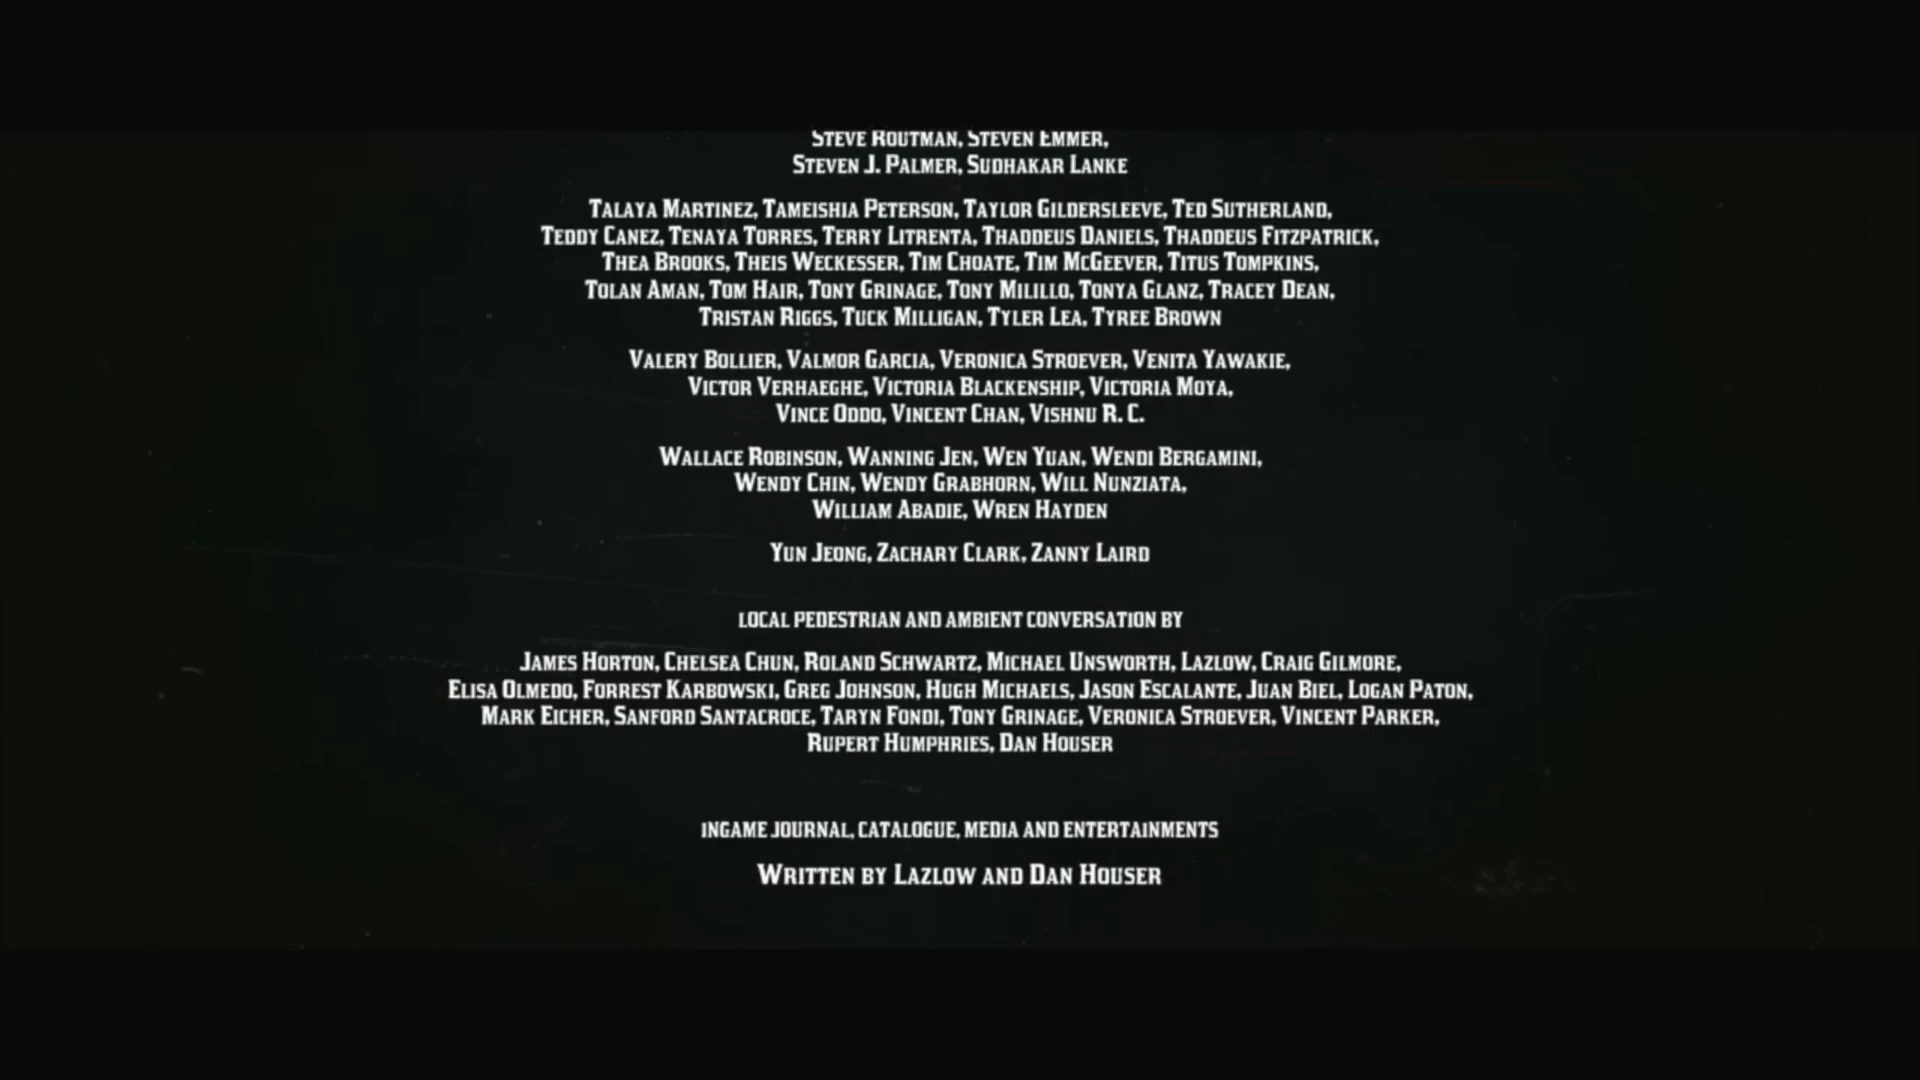 Steve Routman, Steven Emmer,
Steven J. Palmer, Sudhakar Lanke
Talaya Martinez, Tameishia Peterson, Taylor Gildersleeve, Ted Sutherland,
Teddy Canez, Tenaya Torres, Terry Litrenta, Thaddeus Daniels, Thaddeus Fitzpatrick,
Thea Brooks, Theis Weckesser, Tim Choate, Tim McGeever, Titus Tompkins,
Tolan Aman, Tom Hair, Tony Grinage, Tony Milillo, Tonya Glanz, Tracey Dean,
Tristan Riggs, Tuck Milligan, Tyler Lea, Tyree Brown
Valery Bollier, Valmor Garcia, Veronica Stroever, Venita Yawakie,
Victor Verhaeghe, Victoria Blackenship, Victoria Moya,
Vince Oddo, Vincent Chan, Vishnu R. C.
Wallace Robinson, Wanning Jen, Wen Yuan, Wendi Bergamini,
Wendy Chin, Wendy Grabhorn, Will Nunziata,
William Abadie, Wren Hayden
Yun Jeong, Zachary Clark, Zanny Laird
LOCAL PEDESTRIAN AND AMBIENT CONVERSATION BY
James Horton, Chelsea Chun, Roland Schwartz, Michael Unsworth, Lazlow, Craig Gilmore,
Elisa Olmedo, Forrest Karbowski, Greg Johnson, Hugh Michaels, Jason Escalante, Juan Biel, Logan Paton,
Mark Eicher, Sanford Santacroce, Taryn Fondi, Tony Grinage, Veronica Stroever, Vincent Parker,
Rupert Humphries, Dan Houser
INGAME JOURNAL, CATALOGUE, MEDIA AND ENTERTAINMENTS
Written by Lazlow and Dan Houser